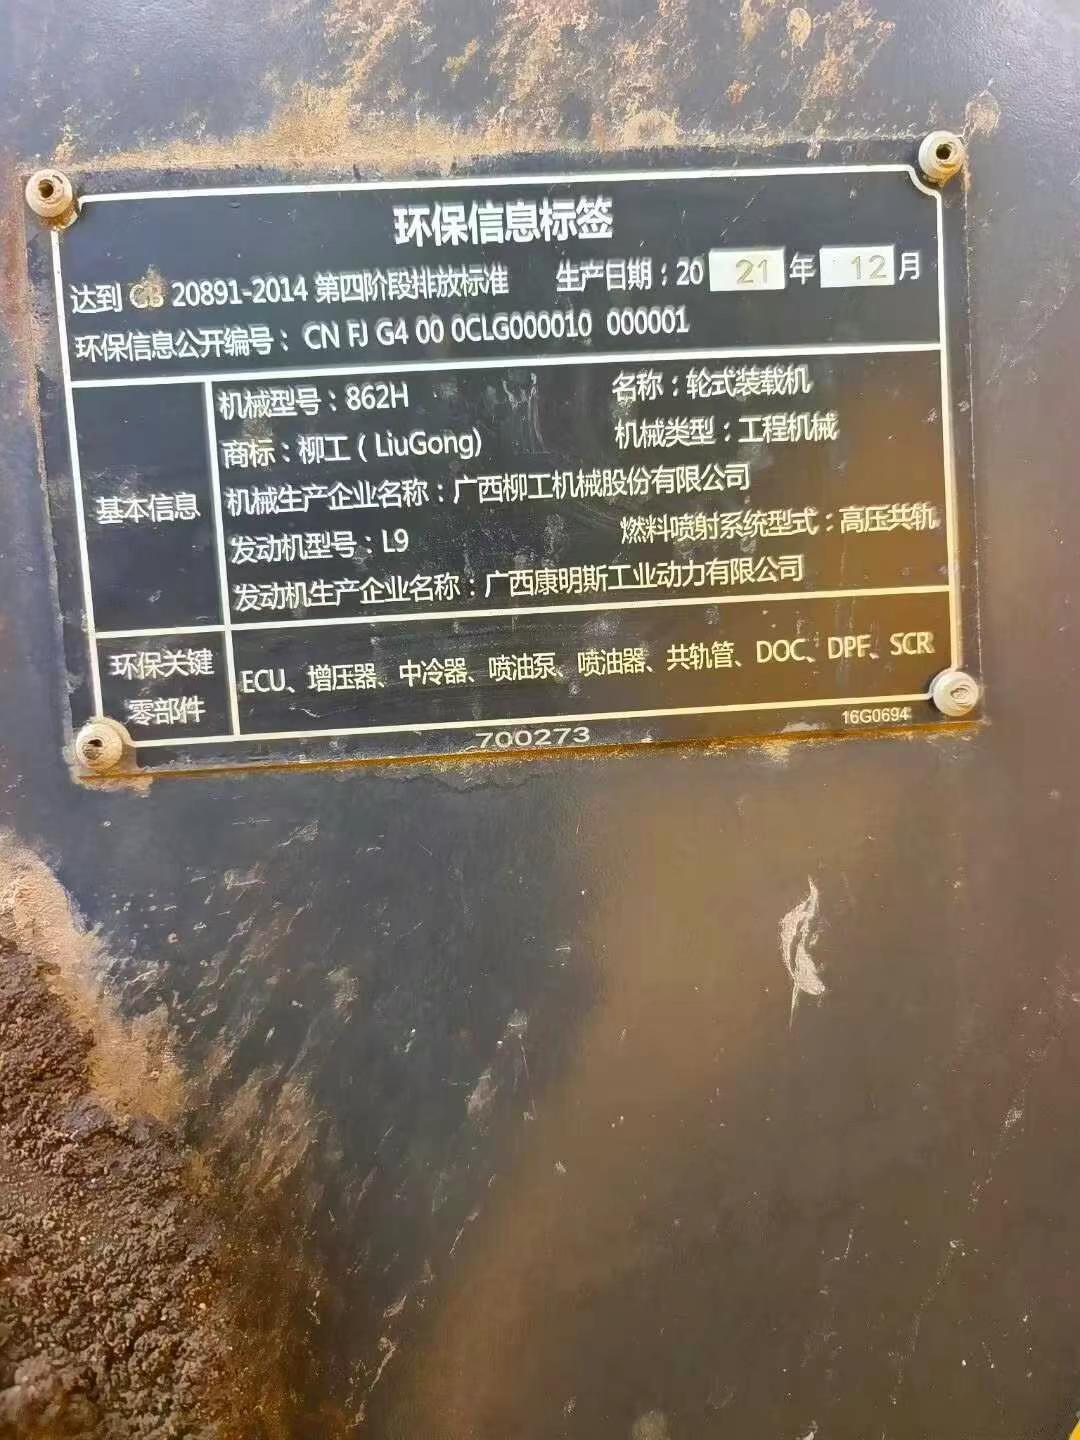 环保信息标签
达到 GB 20891-2014 第四阶段排放标准 生产日期：20 21 年 12 月
环保信息公开编号：CN FJ G4 00 0CLG000010 000001
基本信息
机械型号：862H 名称：轮式装载机
商标：柳工（LiuGong) 机械类型：工程机械
机械生产企业名称：广西柳工机械股份有限公司
发动机型号：L9 燃料喷射系统型式：高压共轨
发动机生产企业名称：广西康明斯工业动力有限公司
环保关键
零部件
ECU、增压器、中冷器、喷油泵、喷油器、共轨管、DOC、DPF、SCR
700273
16G0694